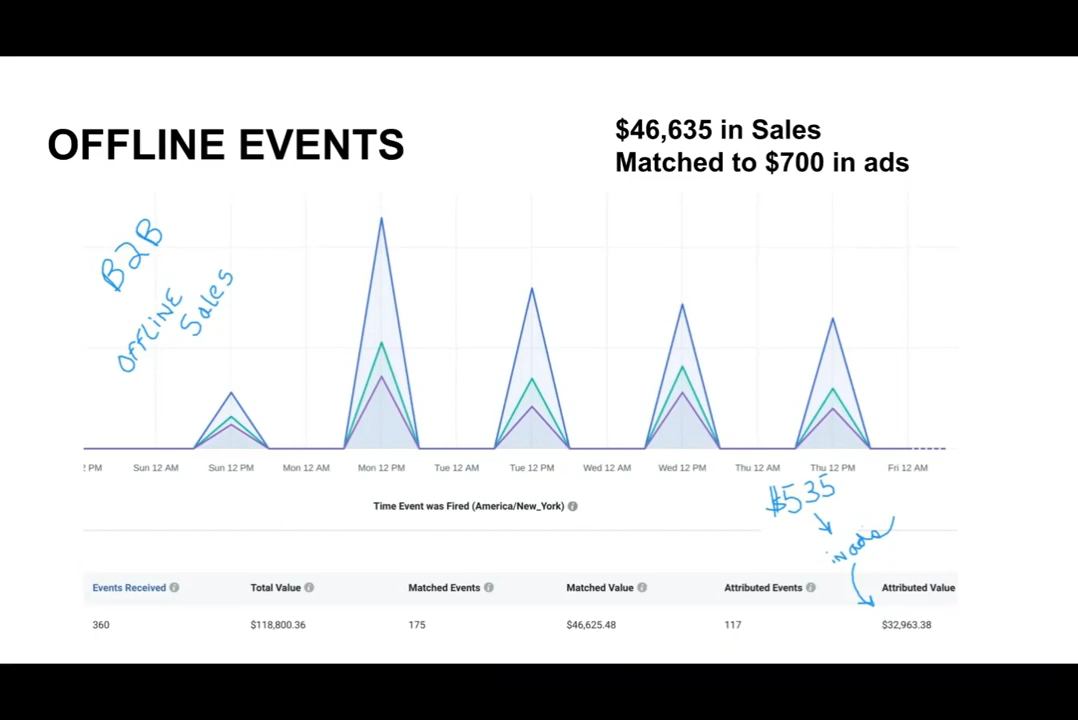 OFFLINE EVENTS
$46,635 in Sales
Matched to $700 in ads
B2B
OFFLINE
Sales
2 PM Sun 12 AM Sun 12 PM Mon 12 AM Mon 12 PM Tue 12 AM Tue 12 PM Wed 12 AM Wed 12 PM Thu 12 AM Thu 12 PM Fri 12 AM
$535
in ads
Time Event was Fired (America/New_York)
Events Received Total Value Matched Events Matched Value Attributed Events Attributed Value
360 $118,800.36 175 $46,625.48 117 $32,963.38